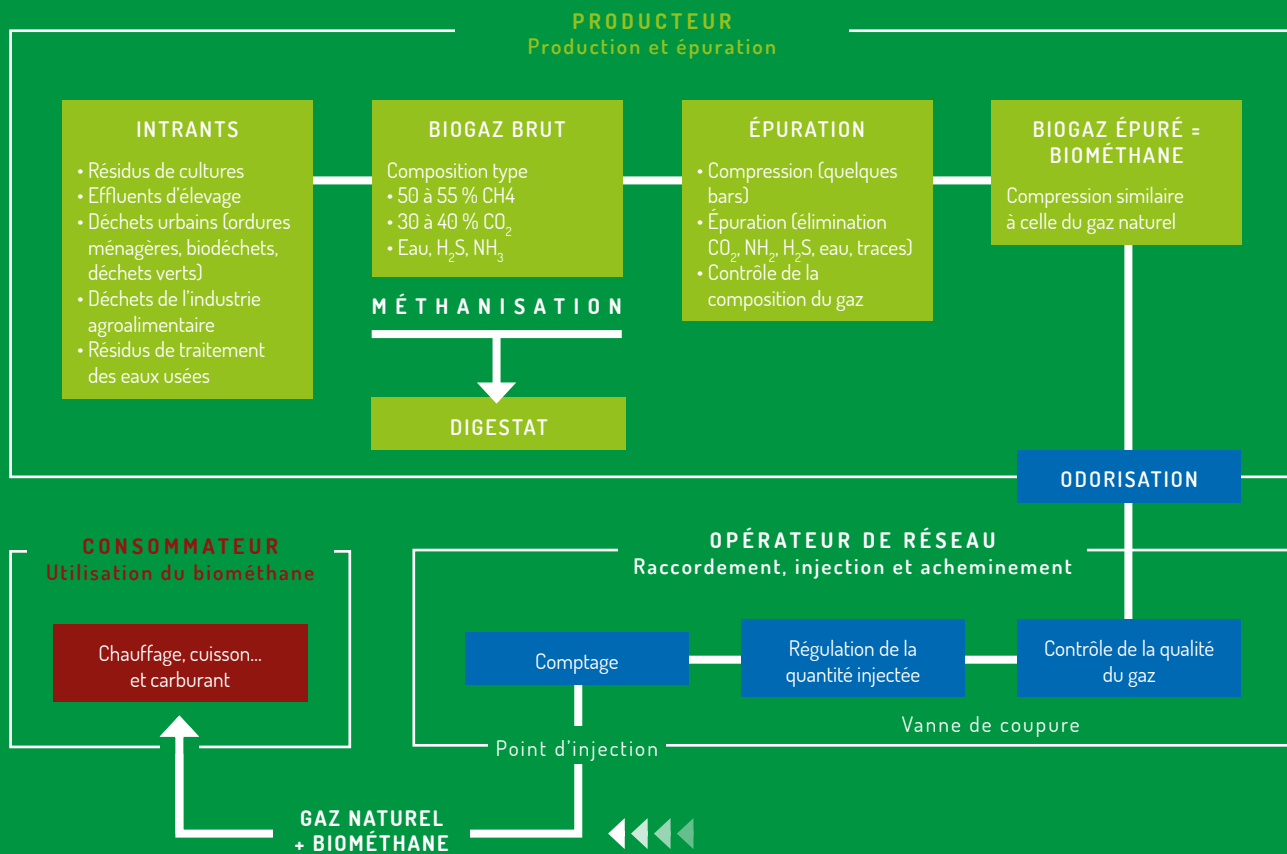 PRODUCTEUR
Production et épuration
INTRANTS
• Résidus de cultures
• Effluents d'élevage
• Déchets urbains (ordures
ménagères, biodéchets,
déchets verts)
• Déchets de l'industrie
agroalimentaire
• Résidus de traitement
des eaux usées
BIOGAZ BRUT
Composition type
• 50 à 55 % CH4
• 30 à 40 % CO₂
• Eau, H₂S, NH₃
MÉTHANISATION
DIGESTAT
ÉPURATION
• Compression (quelques
bars)
• Épuration (élimination
CO₂, NH₂, H₂S, eau, traces)
• Contrôle de la
composition du gaz
BIOGAZ ÉPURÉ =
BIOMÉTHANE
Compression similaire
à celle du gaz naturel
ODORISATION
OPÉRATEUR DE RÉSEAU
Raccordement, injection et acheminement
Contrôle de la qualité
du gaz
Régulation de la
quantité injectée
Comptage
Vanne de coupure
Point d'injection
GAZ NATUREL
+ BIOMÉTHANE
CONSOMMATEUR
Utilisation du biométhane
Chauffage, cuisson...
et carburant